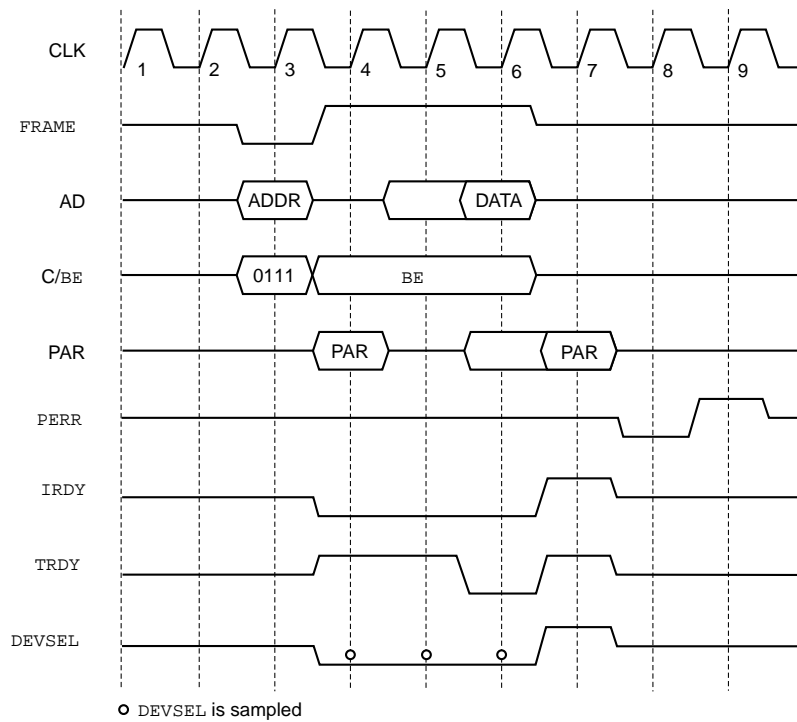 CLK
1 2 3 4 5 6 7 8 9
FRAME
AD ADDR DATA
C/BE 0111 BE
PAR PAR PAR
PERR
IRDY
TRDY
DEVSEL
DEVSEL is sampled